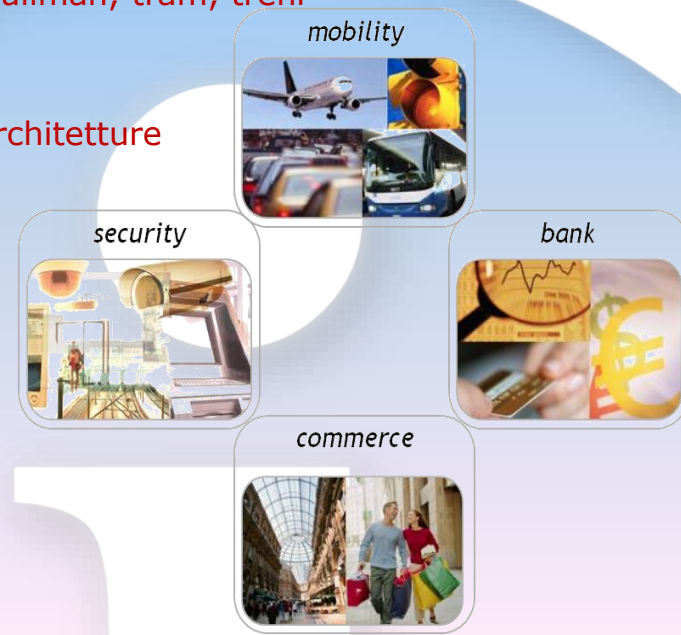 tram, treni
mobility
rchitetture
security
bank
commerce